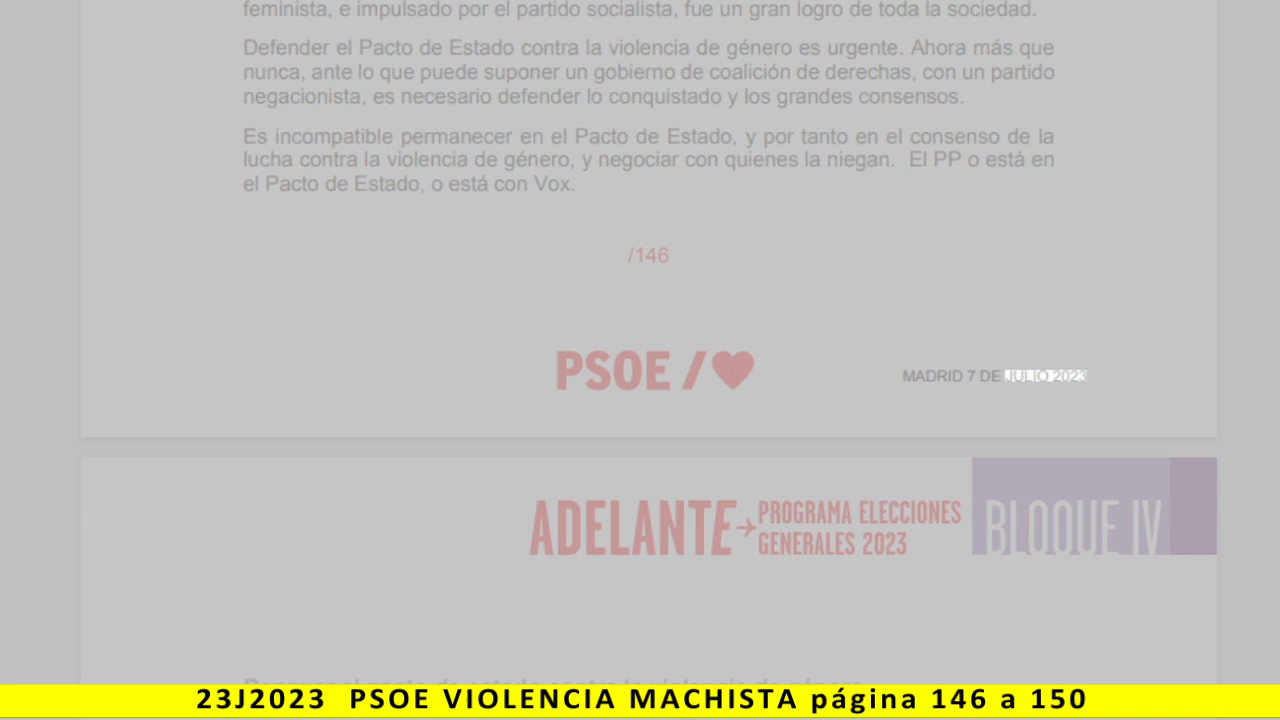 feminista, e impulsado por el partido socialista, fue un gran logro de toda la sociedad.
Defender el Pacto de Estado contra la violencia de género es urgente. Ahora más que
nunca, ante lo que puede suponer un gobierno de coalición de derechas, con un partido
negacionista, es necesario defender lo conquistado y los grandes consensos.
Es incompatible permanecer en el Pacto de Estado, y por tanto en el consenso de la
lucha contra la violencia de género, y negociar con quienes la niegan. El PP o está en
el Pacto de Estado, o está con Vox.
/146
PSOE /
MADRID 7 DE JULIO 2023
ADELANTE→PROGRAMA ELECCIONES
GENERALES 2023
BLOQUE IV
23J2023 PSOE VIOLENCIA MACHISTA página 146 a 150